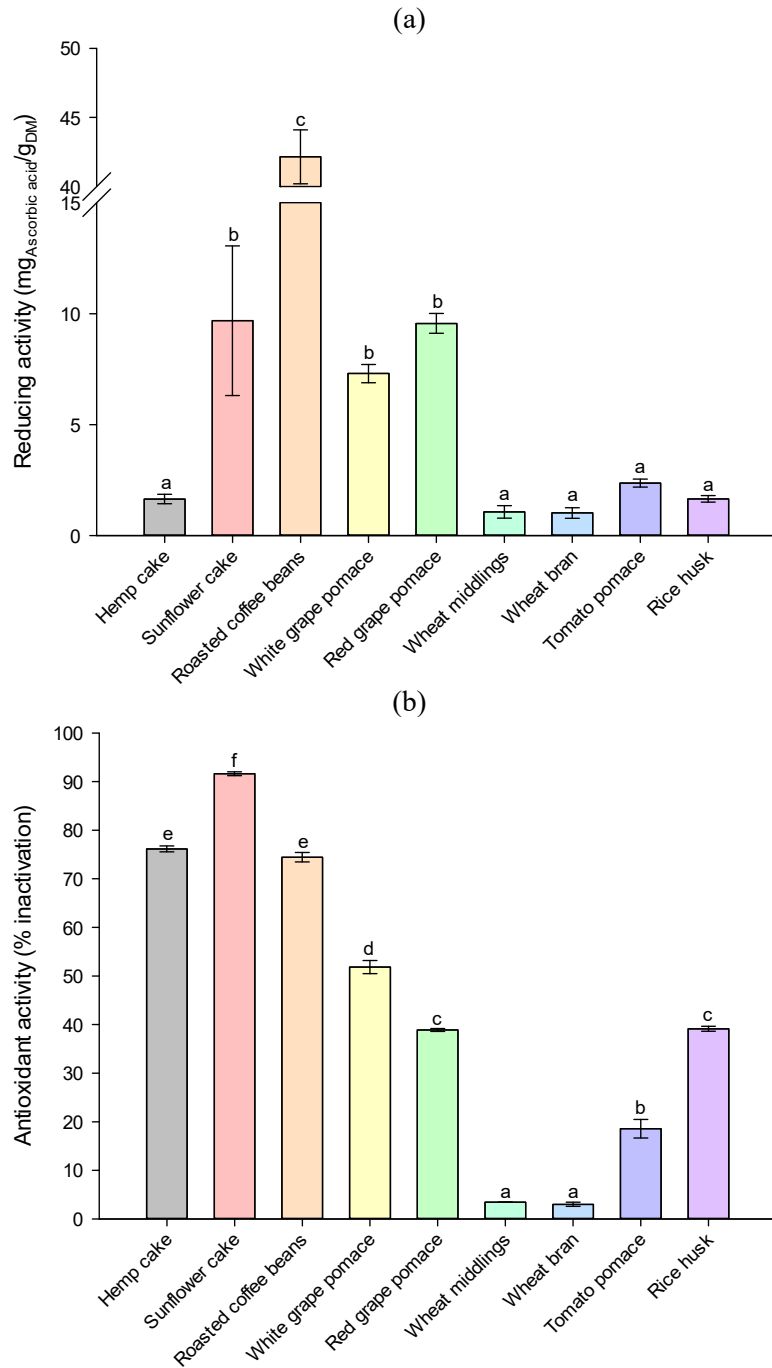 (a)
Reducing activity (mgAscorbic acid/gDM)
50
45
40
15
10
5
0
a
b
c
b
b
a
a
a
a
Hemp cake
Sunflower cake
Roasted coffee beans
White grape pomace
Red grape pomace
Wheat middlings
Wheat bran
Tomato pomace
Rice husk
(b)
Antioxidant activity (% inactivation)
100
90
80
70
60
50
40
30
20
10
0
e
f
e
d
c
a
a
b
c
Hemp cake
Sunflower cake
Roasted coffee beans
White grape pomace
Red grape pomace
Wheat middlings
Wheat bran
Tomato pomace
Rice husk